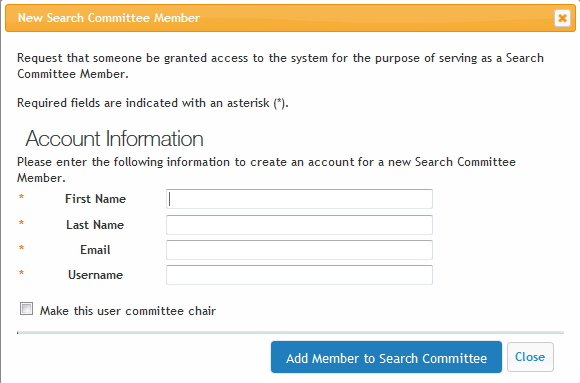 New Search Committee Member
Request that someone be granted access to the system for the purpose of serving as a Search
Committee Member.
Required fields are indicated with an asterisk (*).
Account Information
Please enter the following information to create an account for a new Search Committee
Member.
* First Name
* Last Name
* Email
* Username
Make this user committee chair
Add Member to Search Committee Close